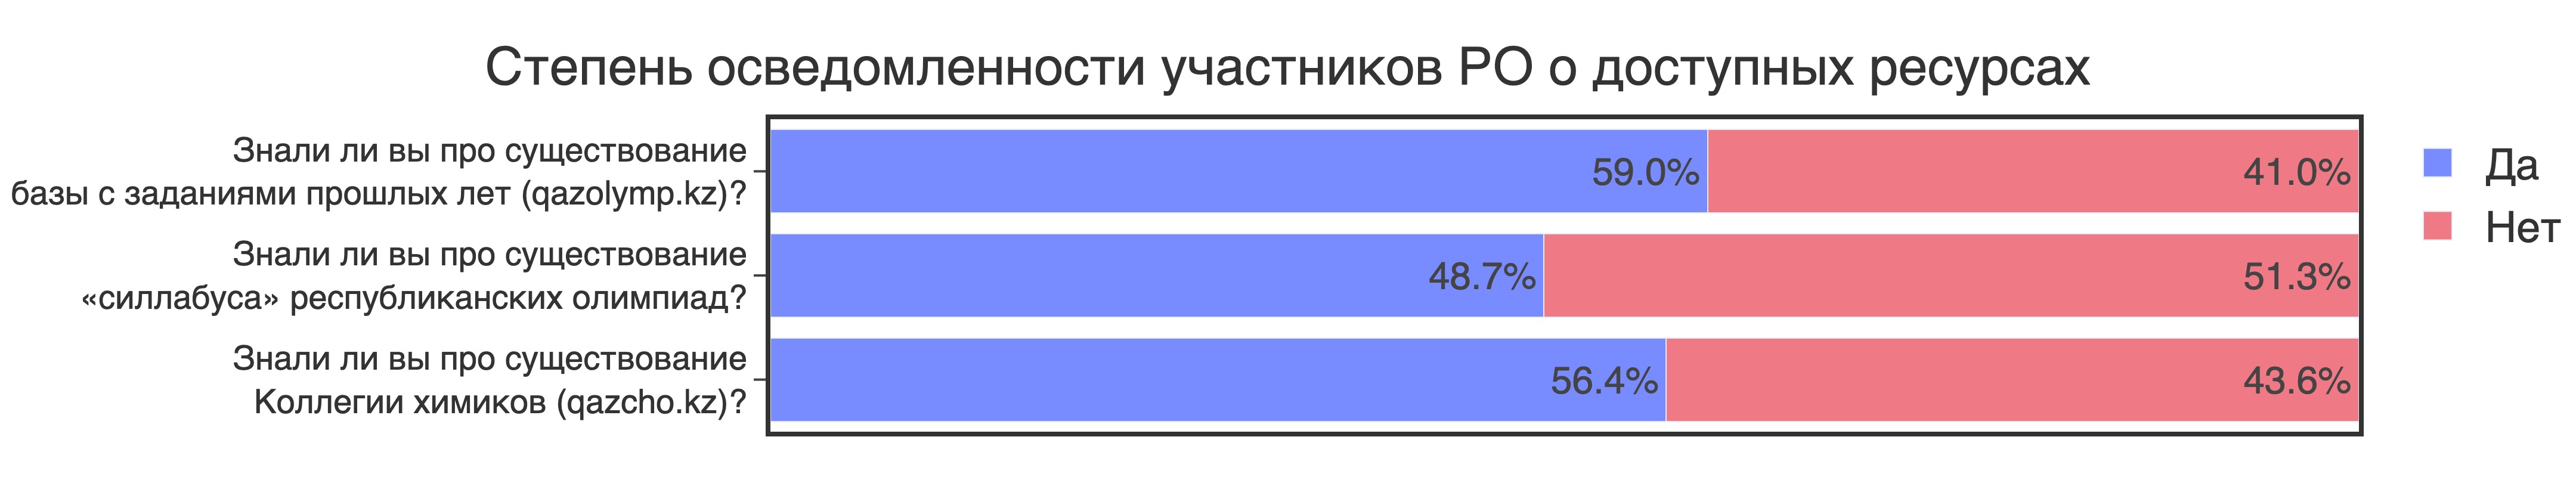 Степень осведомленности участников РО о доступных ресурсах
Знали ли вы про существование
базы с заданиями прошлых лет (qazolymp.kz)?
59.0%
41.0%
Знали ли вы про существование
«силлабуса» республиканских олимпиад?
48.7%
51.3%
Знали ли вы про существование
Коллегии химиков (qazcho.kz)?
56.4%
43.6%
Да
Нет